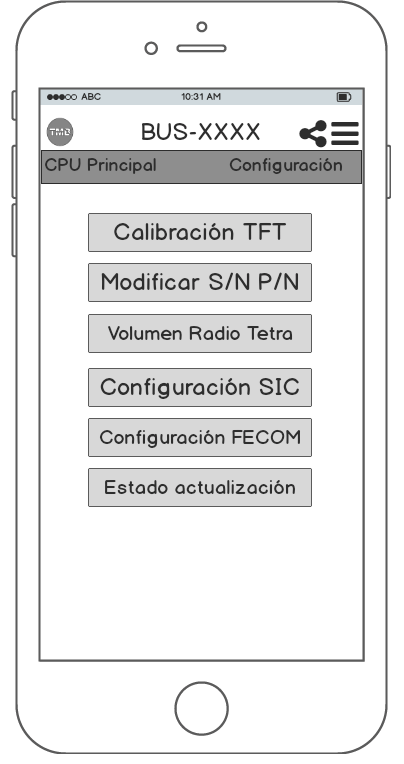 ABC 10:31 AM
TMB BUS-XXXX
CPU Principal Configuración
Calibración TFT
Modificar S/N P/N
Volumen Radio Tetra
Configuración SIC
Configuración FECOM
Estado actualización